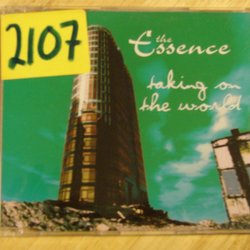 2107
the
Essence
taking on
the world